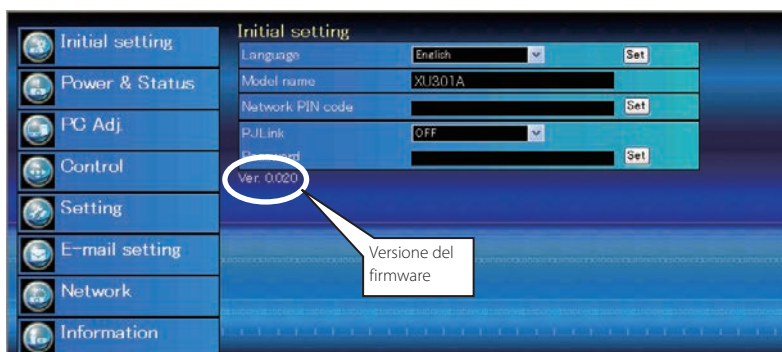 Initial setting
Power & Status
PC Adj.
Control
Setting
E-mail setting
Network
Information
Initial setting
Language English Set
Model name XU301A
Network PIN code Set
PJLink OFF
Set
Ver. 0.020
Versione del
firmware